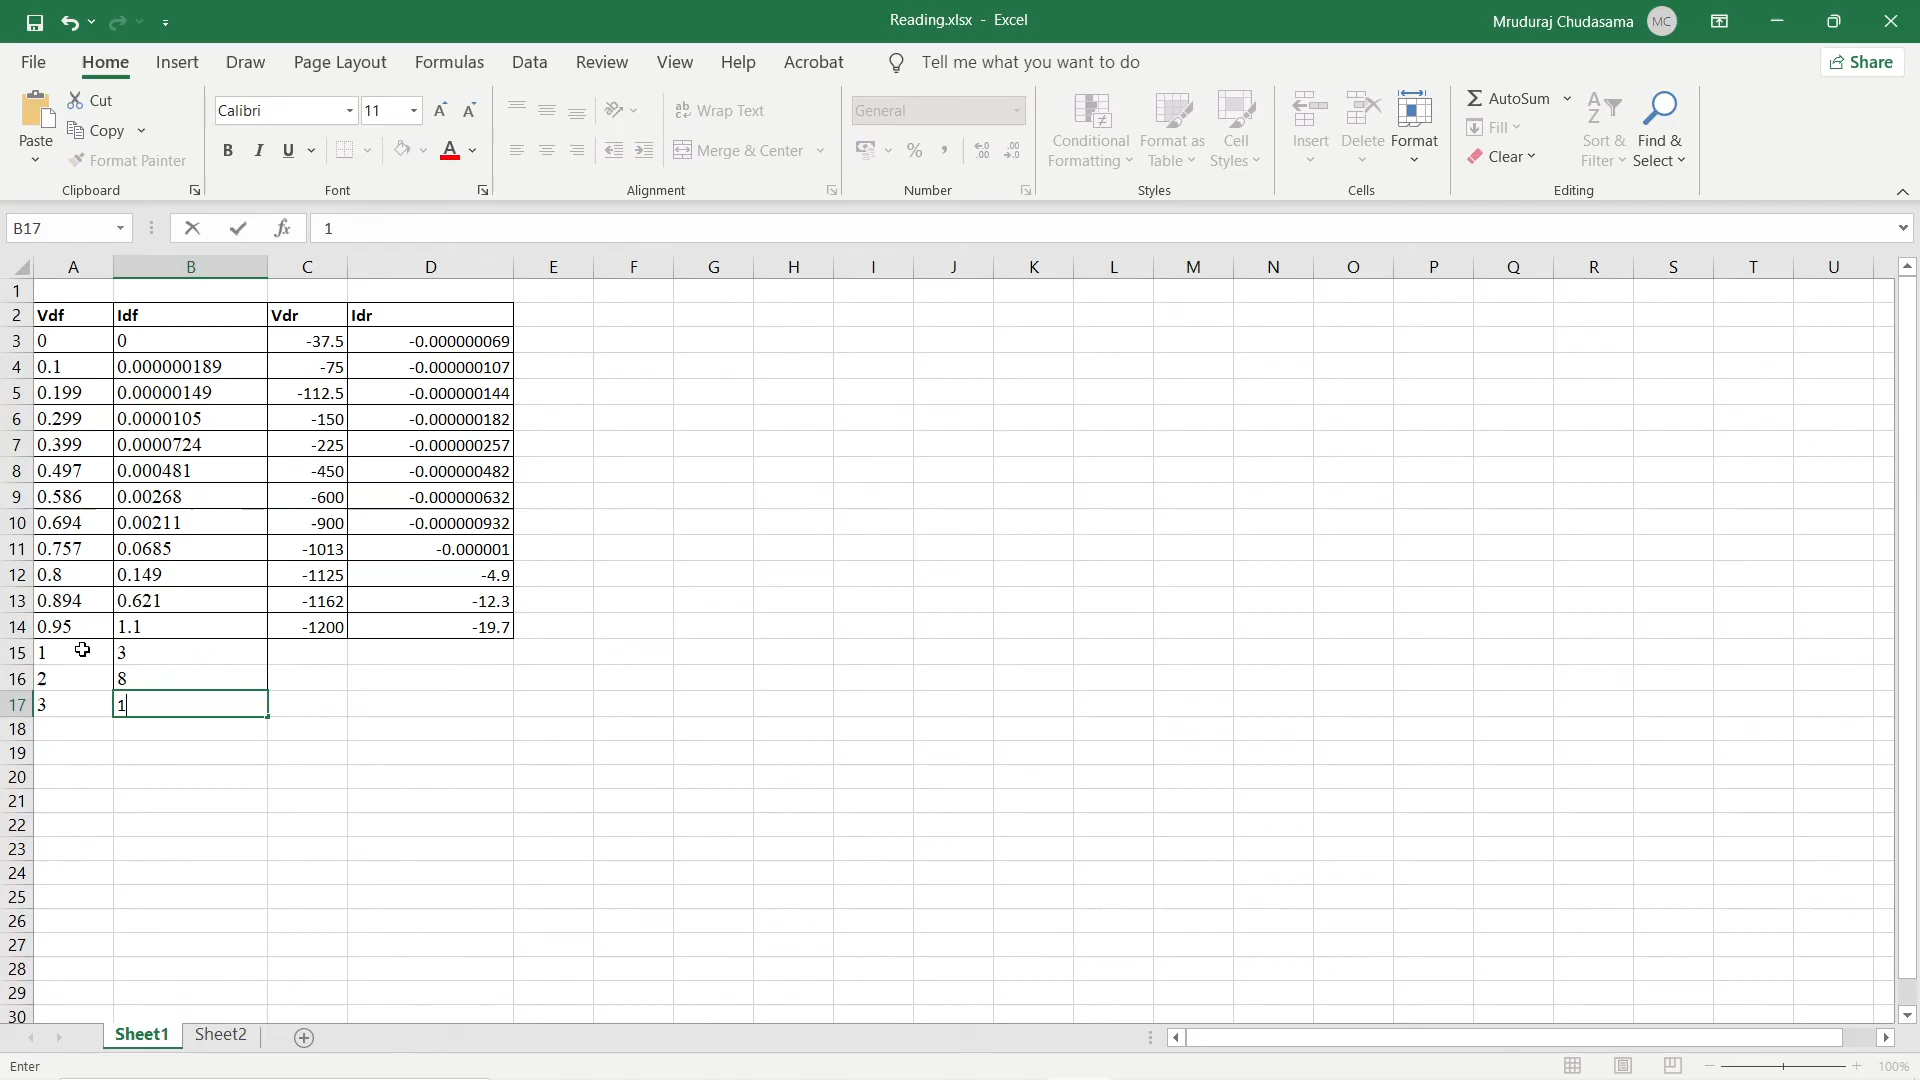 Reading.xlsx - Excel
Mruduraj Chudasama MC
File Home Insert Draw Page Layout Formulas Data Review View Help Acrobat Tell me what you want to do Share
Paste Cut Copy Format Painter Clipboard
Calibri 11 A A B I U A Font
ab Wrap Text Merge & Center Alignment
General % , .00 .00 Number
Conditional Formatting Format as Table Cell Styles Styles
Insert Delete Format Cells
AutoSum Fill Clear Sort & Filter Find & Select Editing
B17 fx 1
A B C D E F G H I J K L M N O P Q R S T U
1
2 Vdf Idf Vdr Idr
3 0 0 -37.5 -0.000000069
4 0.1 0.000000189 -75 -0.000000107
5 0.199 0.00000149 -112.5 -0.000000144
6 0.299 0.0000105 -150 -0.000000182
7 0.399 0.0000724 -225 -0.000000257
8 0.497 0.000481 -450 -0.000000482
9 0.586 0.00268 -600 -0.000000632
10 0.694 0.00211 -900 -0.000000932
11 0.757 0.0685 -1013 -0.000001
12 0.8 0.149 -1125 -4.9
13 0.894 0.621 -1162 -12.3
14 0.95 1.1 -1200 -19.7
15 1 3
16 2 8
17 3 1
18
19
20
21
22
23
24
25
26
27
28
29
30
Sheet1 Sheet2
Enter 100%